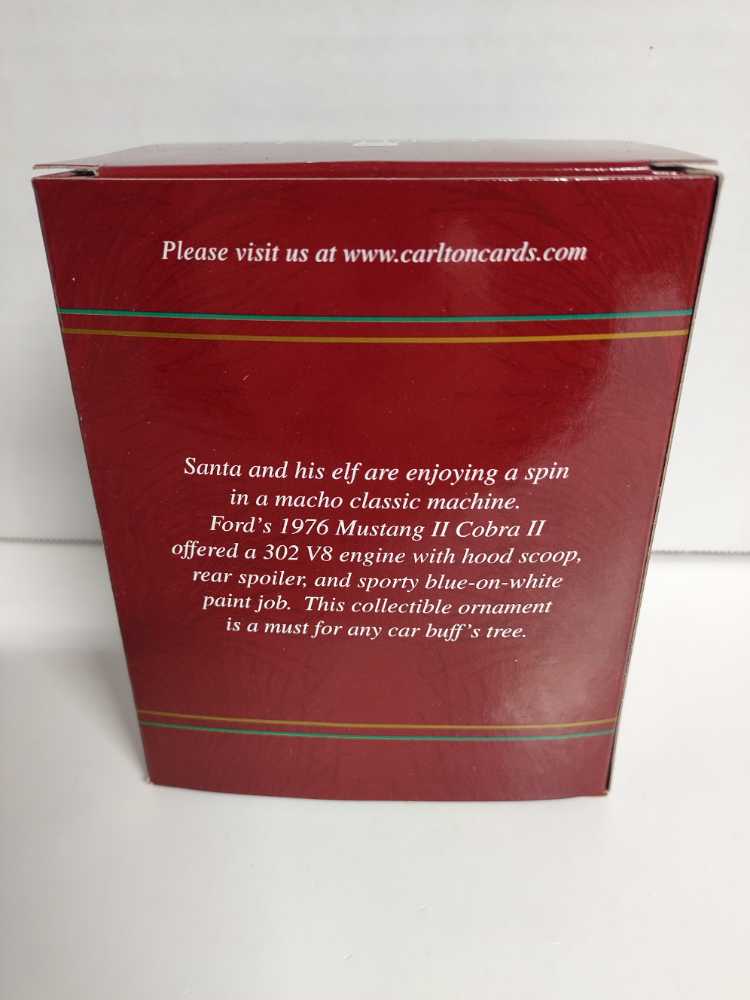 Please visit us at www.carltoncards.com
Santa and his elf are enjoying a spin
in a macho classic machine.
Ford's 1976 Mustang II Cobra II
offered a 302 V8 engine with hood scoop,
rear spoiler, and sporty blue-on-white
paint job. This collectible ornament
is a must for any car buff's tree.